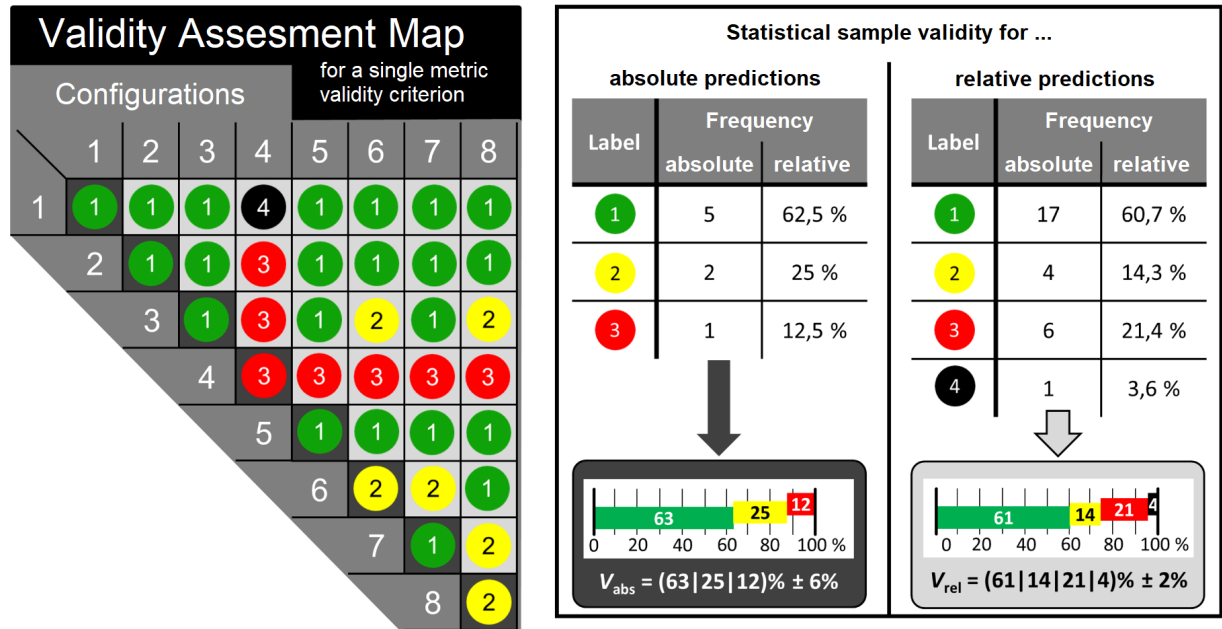 Validity Assesment Map
for a single metric
validity criterion
Configurations
1 2 3 4 5 6 7 8
1 1 1 1 4 1 1 1 1
2 1 1 3 1 1 1 1
3 1 3 1 2 1 2
4 3 3 3 3 3
5 1 1 1 1
6 2 2 1
7 1 2
8 2
Statistical sample validity for ...
absolute predictions
Label Frequency
absolute relative
1 5 62,5 %
2 2 25 %
3 1 12,5 %
63 25 12
0 20 40 60 80 100 %
Vabs = (63|25|12)% ± 6%
relative predictions
Label Frequency
absolute relative
1 17 60,7 %
2 4 14,3 %
3 6 21,4 %
4 1 3,6 %
61 14 21 4
0 20 40 60 80 100 %
Vrel = (61|14|21|4)% ± 2%